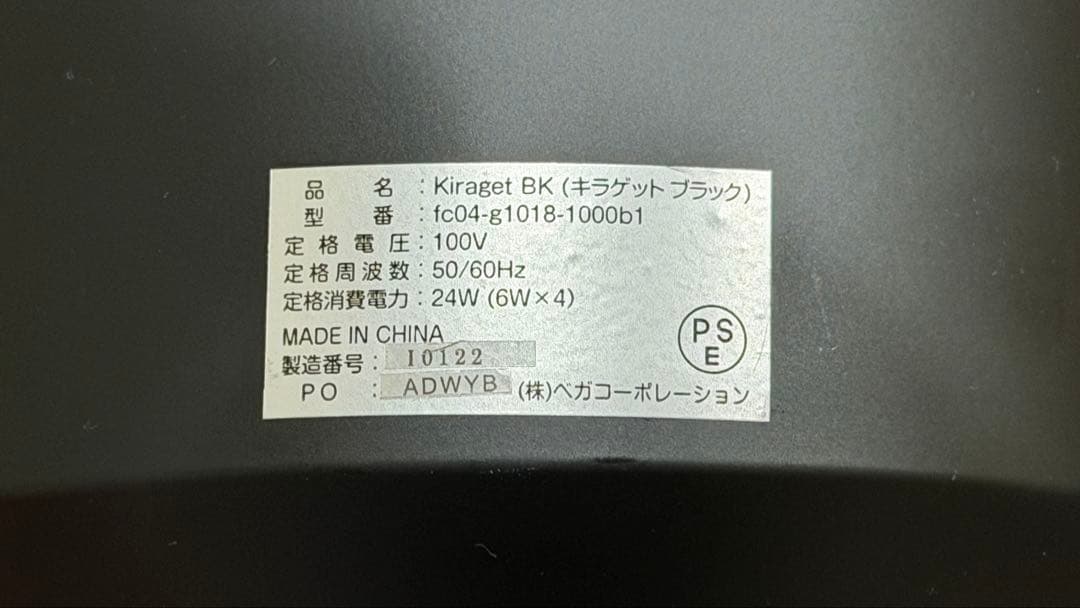 品名:Kiraget BK (キラゲット ブラック)
型番:fc04-g1018-1000b1
定格電圧:100V
定格周波数:50/60Hz
定格消費電力:24W (6W×4)
MADE IN CHINA
製造番号: I0122
PO : ADWYB (株)ベガコーポレーション
PS
E